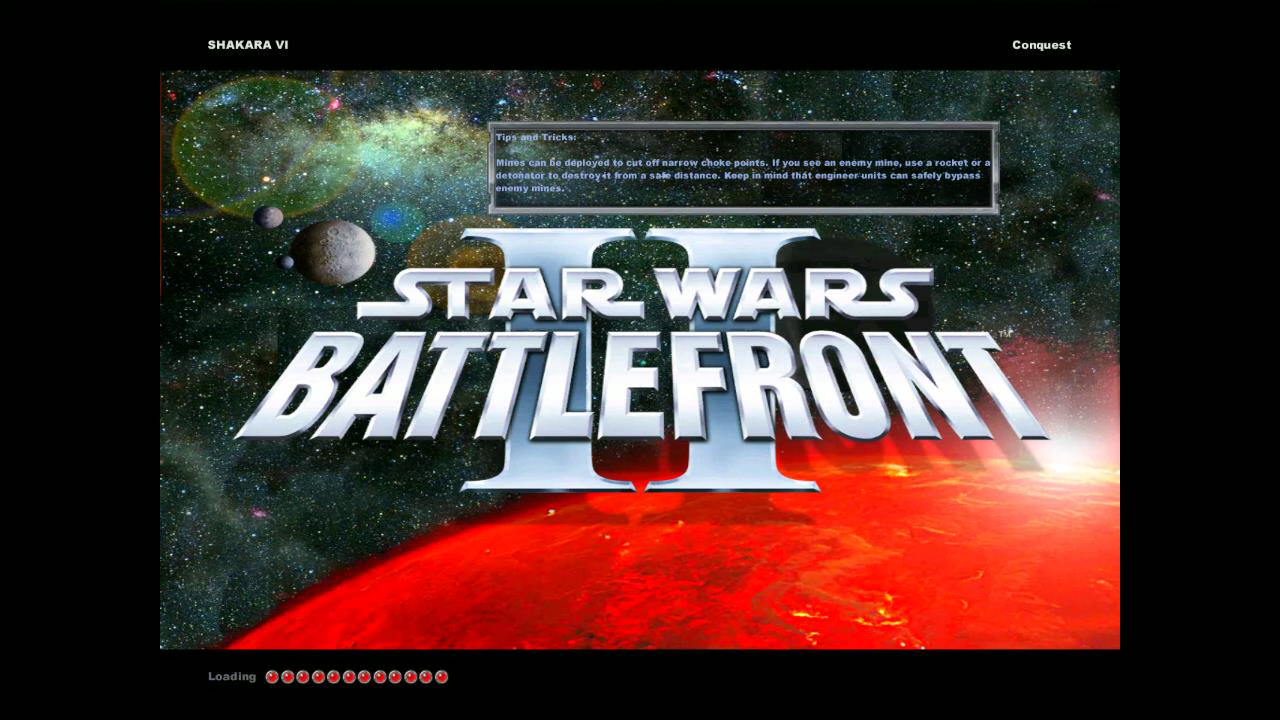 SHAKARA VI
Conquest
Tips and Tricks:
Mines can be deployed to cut off narrow choke points. If you see an enemy mine, use a rocket or a
detonator to destroy it from a safe distance. Keep in mind that engineer units can safely bypass
enemy mines.
II
STAR WARS
BATTLEFRONT™
Loading